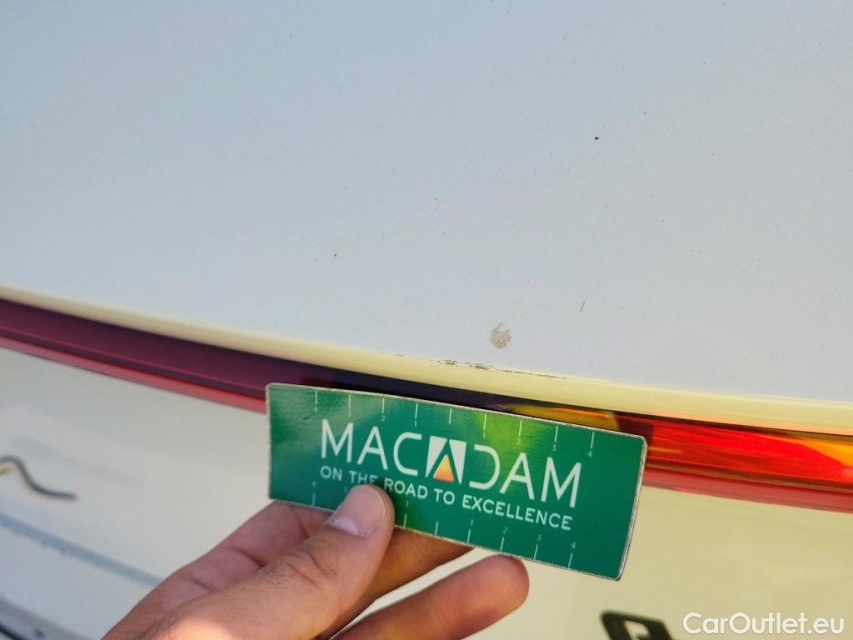 MACADAM
ON THE ROAD TO EXCELLENCE
CarOutlet.eu